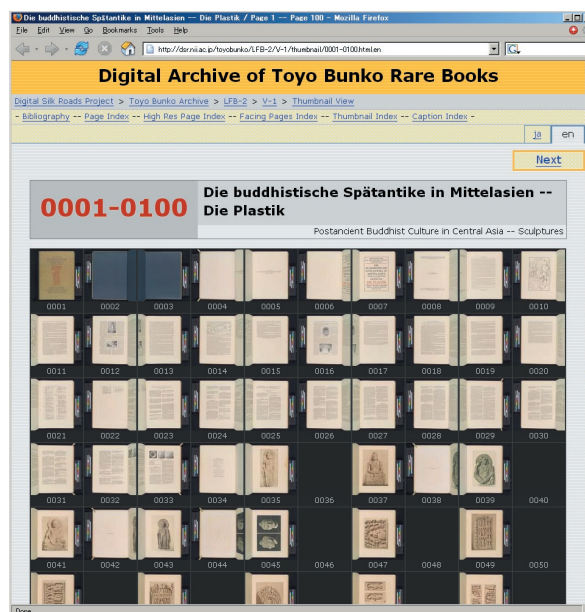 Die buddhistische Spätantike in Mittelasien -- Die Plastik / Page 1 -- Page 100 - Mozilla Firefox
File Edit View Go Bookmarks Tools Help
http://dsr.nii.ac.jp/toyobunko/LFB-2/V-1/thumbnail/0001-0100.html.en
Digital Archive of Toyo Bunko Rare Books
Digital Silk Roads Project > Toyo Bunko Archive > LFB-2 > V-1 > Thumbnail View
- Bibliography -- Page Index -- High Res Page Index -- Facing Pages Index -- Thumbnail Index -- Caption Index -
ja en
Next
0001-0100
Die buddhistische Spätantike in Mittelasien --
Die Plastik
Postancient Buddhist Culture in Central Asia -- Sculptures
0001 0002 0003 0004 0005 0006 0007 0008 0009 0010
0011 0012 0013 0014 0015 0016 0017 0018 0019 0020
0021 0022 0023 0024 0025 0026 0027 0028 0029 0030
0031 0032 0033 0034 0035 0036 0037 0038 0039 0040
0041 0042 0043 0044 0045 0046 0047 0048 0049 0050
Done